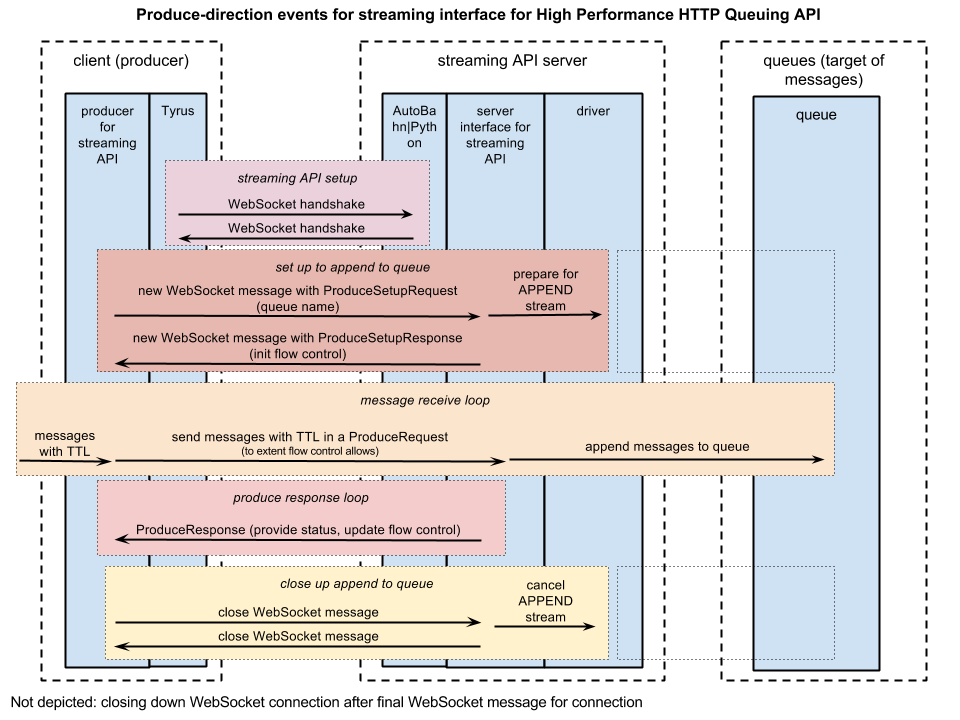 Produce-direction events for streaming interface for High Performance HTTP Queuing API
client (producer)
streaming API server
queues (target of
messages)
producer
for
streaming
API
Tyrus
AutoBa
hn|Pyth
on
server
interface for
streaming
API
driver
queue
streaming API setup
WebSocket handshake
WebSocket handshake
set up to append to queue
new WebSocket message with ProduceSetupRequest
(queue name)
prepare for
APPEND
stream
new WebSocket message with ProduceSetupResponse
(init flow control)
message receive loop
messages
with TTL
send messages with TTL in a ProduceRequest
(to extent flow control allows)
append messages to queue
produce response loop
ProduceResponse (provide status, update flow control)
close up append to queue
cancel
APPEND
stream
close WebSocket message
close WebSocket message
Not depicted: closing down WebSocket connection after final WebSocket message for connection